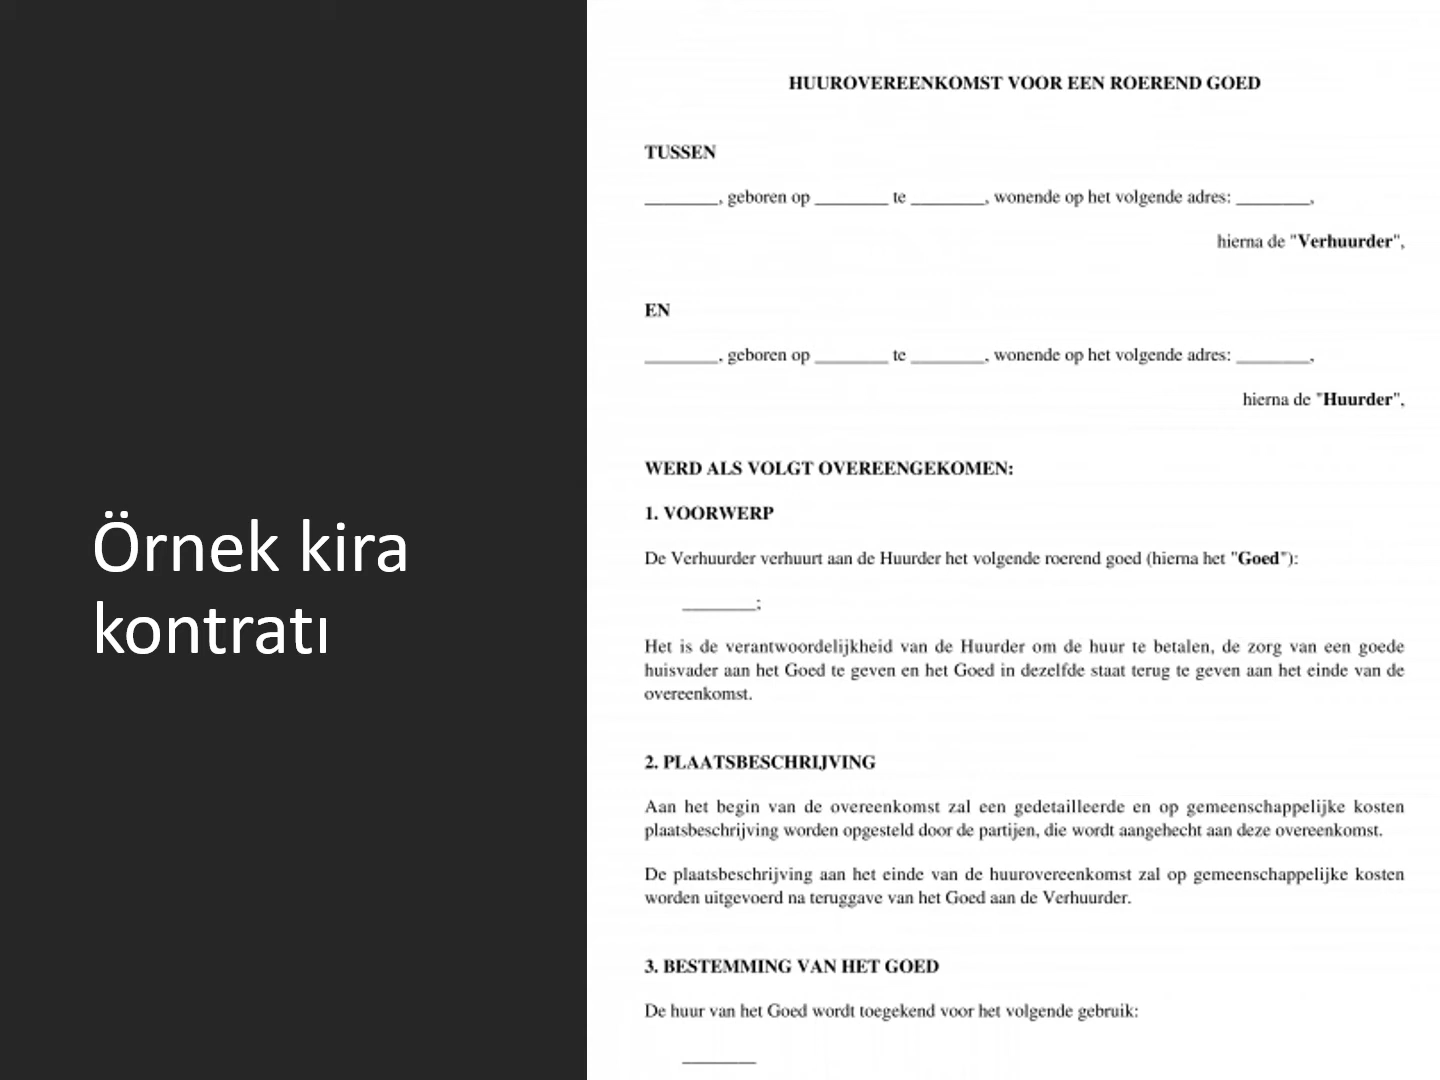 Örnek kira
kontratı
HUUROVEREENKOMST VOOR EEN ROEREND GOED
TUSSEN
________, geboren op ________ te ________, wonende op het volgende adres: ________,
hierna de "Verhuurder",
EN
________, geboren op ________ te ________, wonende op het volgende adres: ________,
hierna de "Huurder",
WERD ALS VOLGT OVEREENGEKOMEN:
1. VOORWERP
De Verhuurder verhuurt aan de Huurder het volgende roerend goed (hierna het "Goed"):
________;
Het is de verantwoordelijkheid van de Huurder om de huur te betalen, de zorg van een goede
huisvader aan het Goed te geven en het Goed in dezelfde staat terug te geven aan het einde van de
overeenkomst.
2. PLAATSBESCHRIJVING
Aan het begin van de overeenkomst zal een gedetailleerde en op gemeenschappelijke kosten
plaatsbeschrijving worden opgesteld door de partijen, die wordt aangehecht aan deze overeenkomst.
De plaatsbeschrijving aan het einde van de huurovereenkomst zal op gemeenschappelijke kosten
worden uitgevoerd na teruggave van het Goed aan de Verhuurder.
3. BESTEMMING VAN HET GOED
De huur van het Goed wordt toegekend voor het volgende gebruik:
________